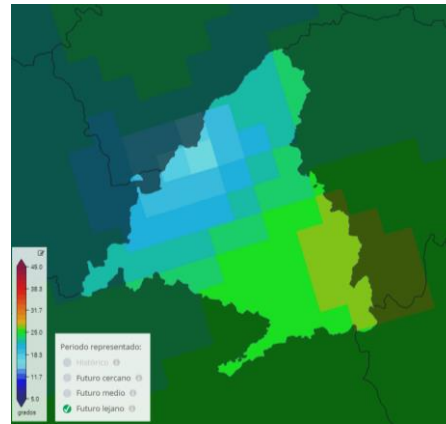 45.0
38.3
31.7
25.0
18.3
11.7
5.0
grados
Periodo representado:
Histórico
Futuro cercano
Futuro medio
Futuro lejano